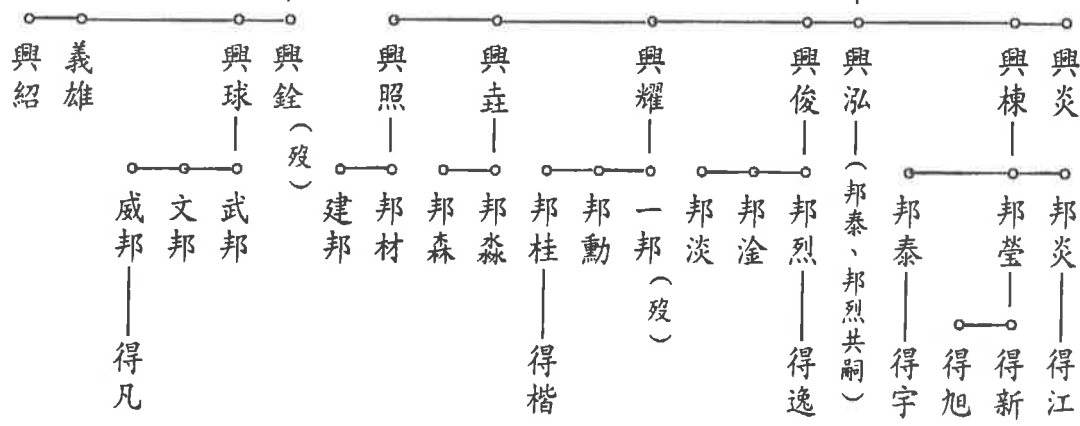 興炎
興棟
興泓
興俊
興耀
興垚
興照
興銓
興球
義雄
興紹
(邦泰、邦烈共嗣)
(歿)
邦炎
邦瑩
邦泰
邦烈
邦淦
邦淡
一邦
(歿)
邦勳
邦桂
邦淼
邦森
邦材
建邦
武邦
文邦
威邦
得江
得新
得旭
得宇
得逸
得楷
得凡